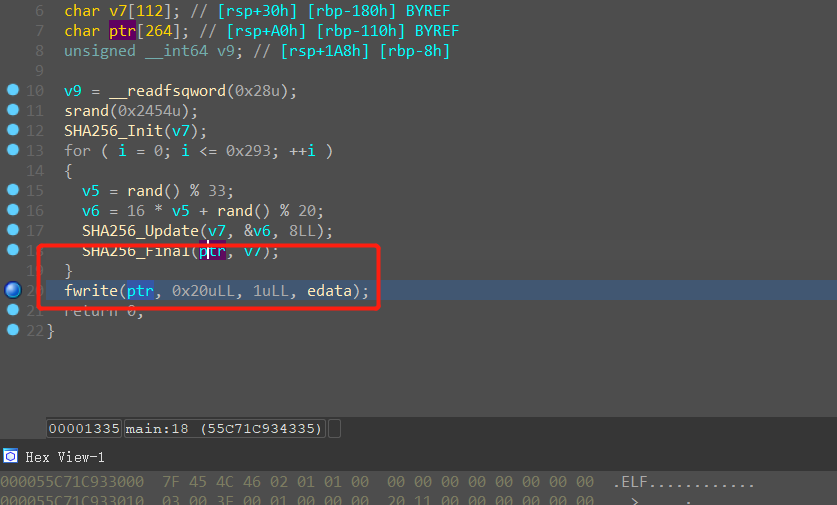 6 char v7[112]; // [rsp+30h] [rbp-180h] BYREF
7 char ptr[264]; // [rsp+A0h] [rbp-110h] BYREF
8 unsigned __int64 v9; // [rsp+1A8h] [rbp-8h]
9
10 v9 = __readfsqword(0x28u);
11 srand(0x2454u);
12 SHA256_Init(v7);
13 for ( i = 0; i <= 0x293; ++i )
14 {
15 v5 = rand() % 33;
16 v6 = 16 * v5 + rand() % 20;
17 SHA256_Update(v7, &v6, 8LL);
18 SHA256_Final(ptr, v7);
19 }
20 fwrite(ptr, 0x20uLL, 1uLL, edata);
21 return 0;
22 }
00001335 main:18 (55C71C934335)
Hex View-1
000055C71C933000 7F 45 4C 46 02 01 01 00 00 00 00 00 00 00 00 00 .ELF............
000055C71C933010 03 00 3E 00 01 00 00 00 20 11 00 00 00 00 00 00